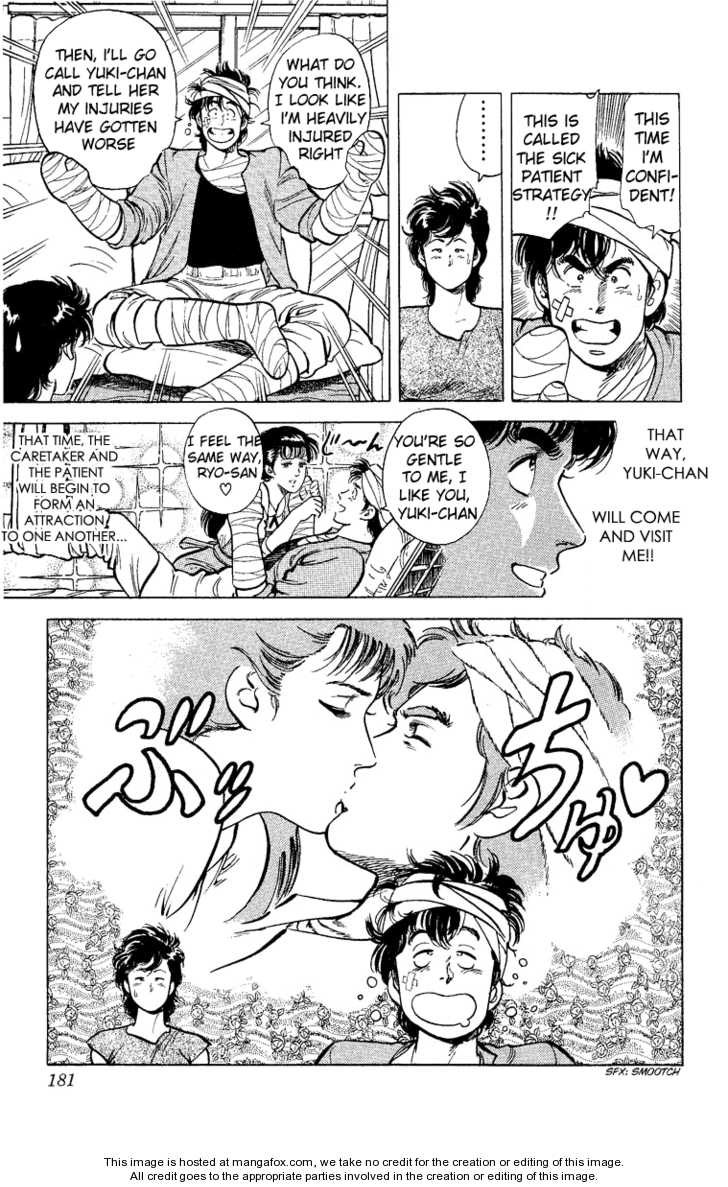 THIS
TIME
I'M
CONFI-
DENT!
THIS IS
CALLED
THE SICK
PATIENT
STRATEGY
!!
......
WHAT DO
YOU THINK.
I LOOK LIKE
I'M HEAVILY
INJURED
RIGHT
THEN, I'LL GO
CALL YUKI-CHAN
AND TELL HER
MY INJURIES
HAVE GOTTEN
WORSE
THAT
WAY,
YUKI-CHAN
WILL COME
AND VISIT
ME!!
YOU'RE SO
GENTLE
TO ME, I
LIKE YOU,
YUKI-CHAN
じ〜〜ん
I FEEL THE
SAME WAY,
RYO-SAN
♡
THAT TIME, THE
CARETAKER AND
THE PATIENT
WILL BEGIN TO
FORM AN
ATTRACTION
TO ONE ANOTHER...
ちゅ♡
ぶッ
SFX: SMOOTCH
181
This image is hosted at mangafox.com, we take no credit for the creation or editing of this image.
All credit goes to the appropriate parties involved in the creation or editing of this image.